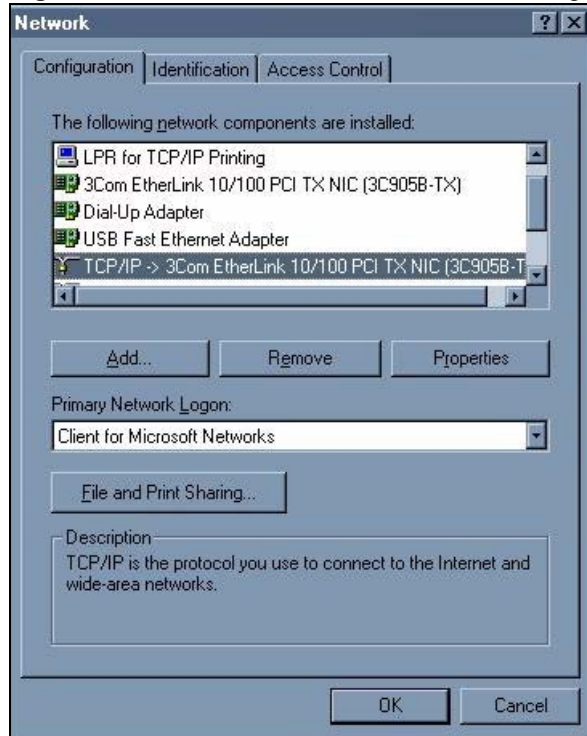 Network
Configuration Identification Access Control
The following network components are installed:
LPR for TCP/IP Printing
3Com EtherLink 10/100 PCI TX NIC (3C905B-TX)
Dial-Up Adapter
USB Fast Ethernet Adapter
TCP/IP -> 3Com EtherLink 10/100 PCI TX NIC (3C905B-T
Add... Remove Properties
Primary Network Logon:
Client for Microsoft Networks
File and Print Sharing...
Description
TCP/IP is the protocol you use to connect to the Internet and
wide-area networks.
OK Cancel